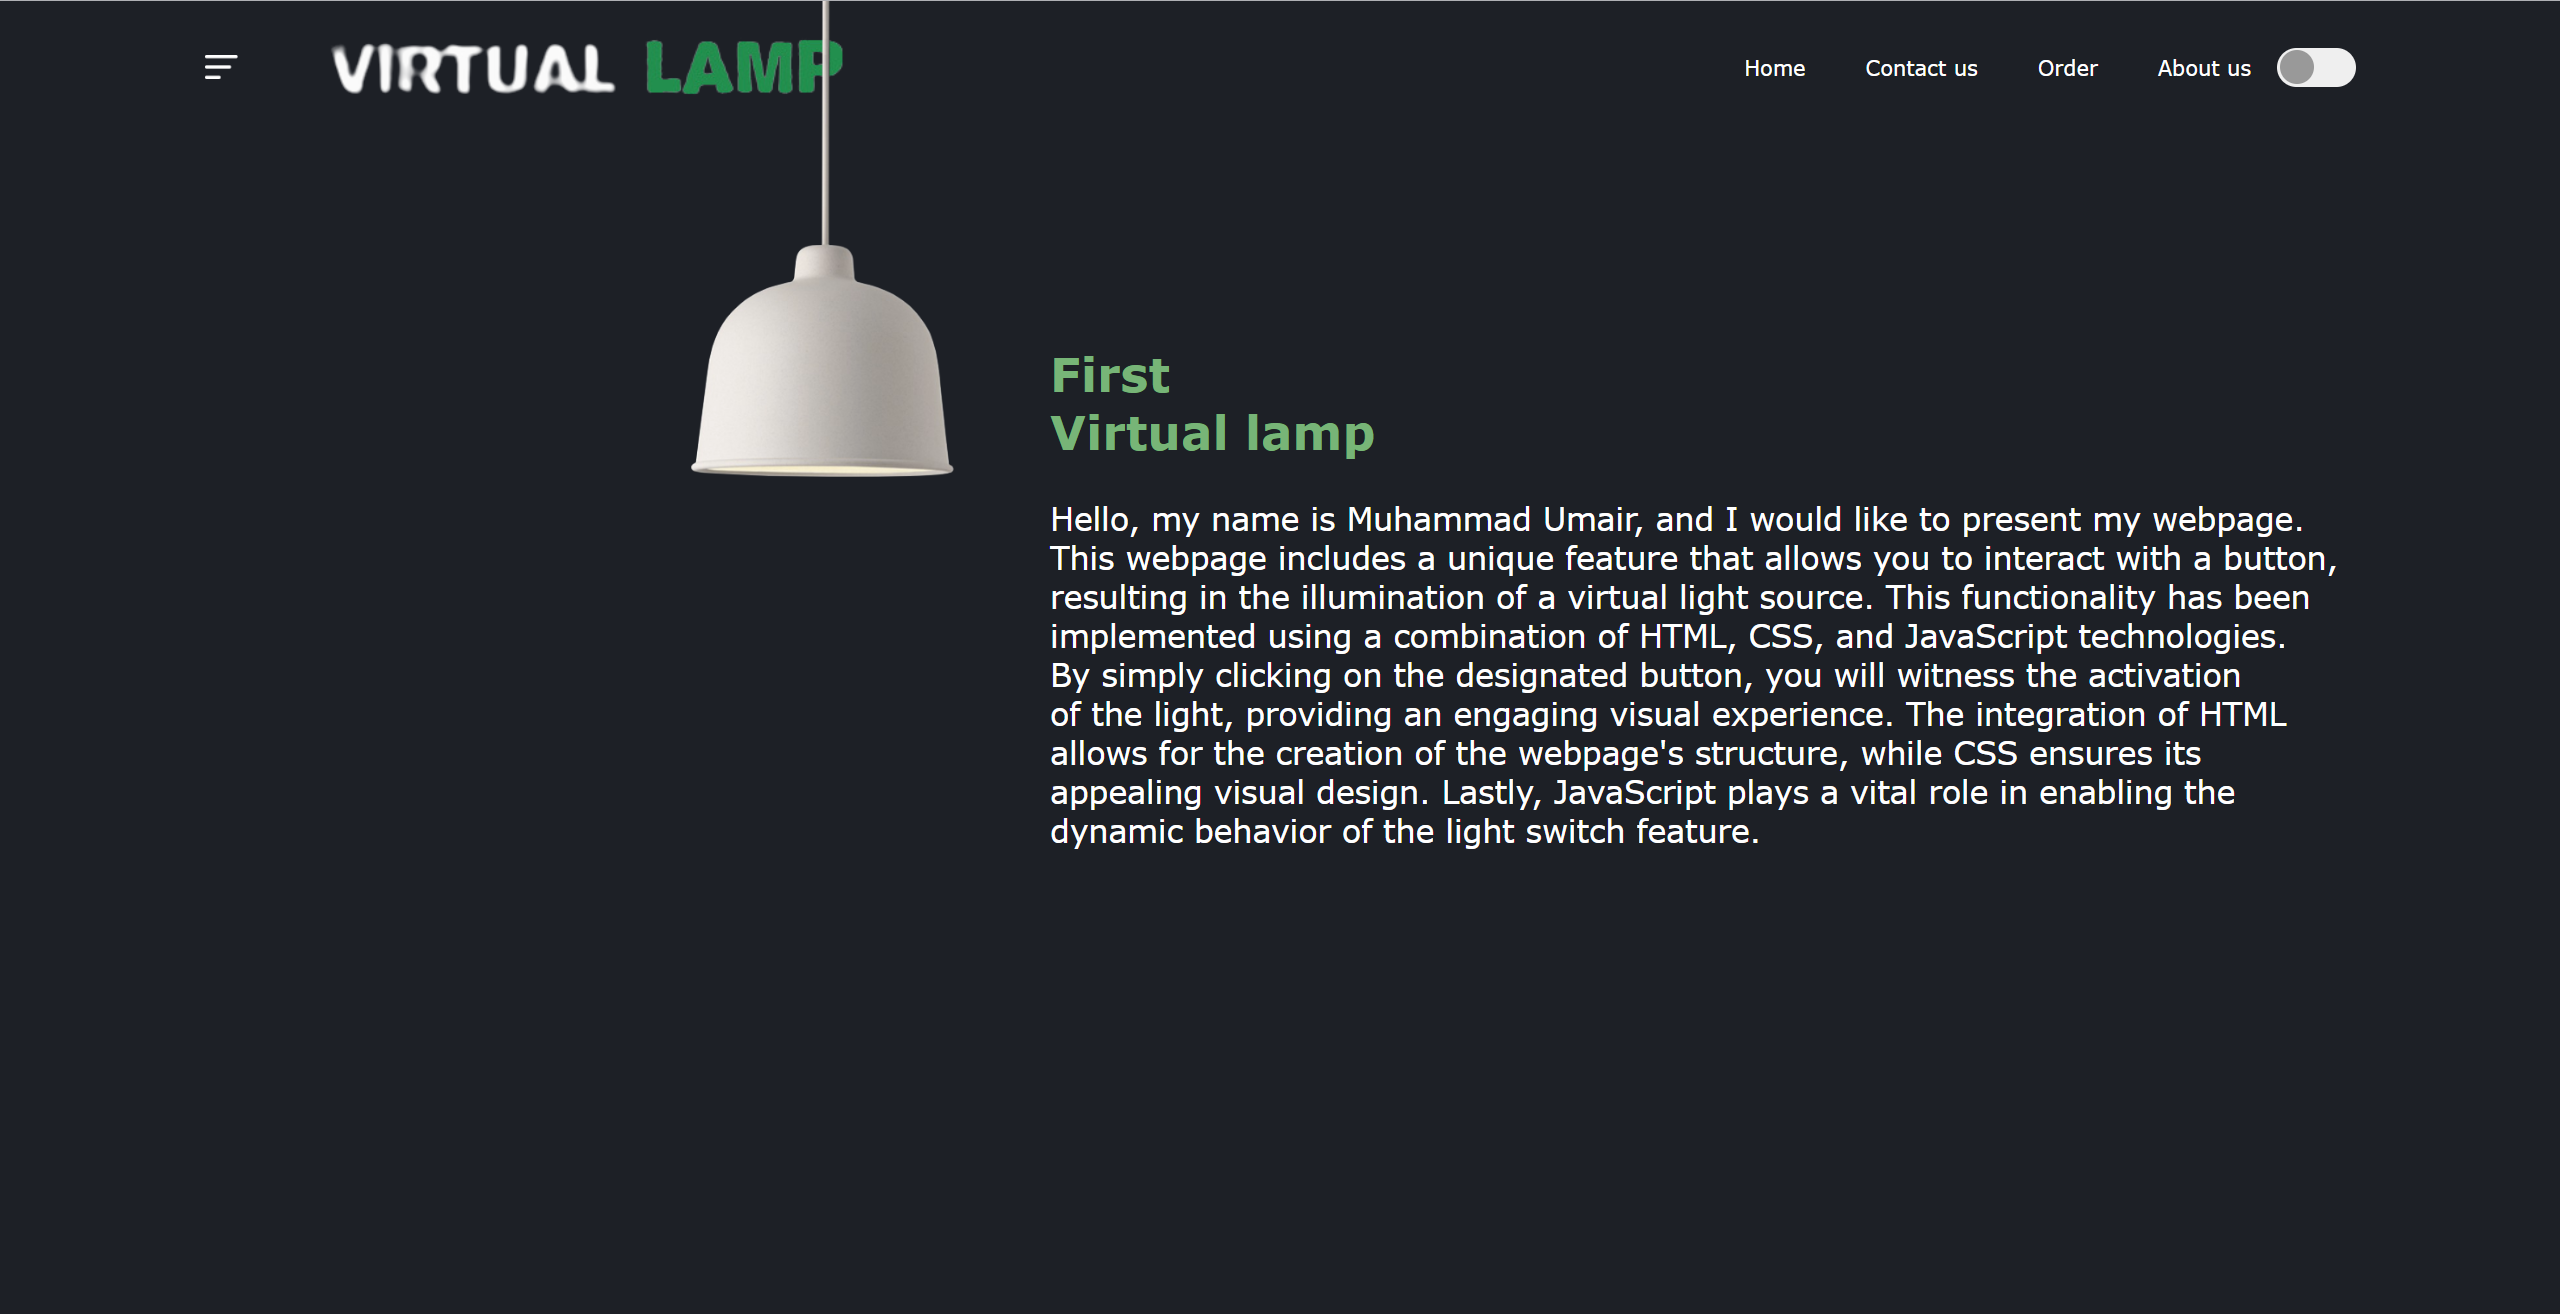 VIRTUAL LAMP
Home Contact us Order About us
First
Virtual lamp
Hello, my name is Muhammad Umair, and I would like to present my webpage.
This webpage includes a unique feature that allows you to interact with a button,
resulting in the illumination of a virtual light source. This functionality has been
implemented using a combination of HTML, CSS, and JavaScript technologies.
By simply clicking on the designated button, you will witness the activation
of the light, providing an engaging visual experience. The integration of HTML
allows for the creation of the webpage's structure, while CSS ensures its
appealing visual design. Lastly, JavaScript plays a vital role in enabling the
dynamic behavior of the light switch feature.